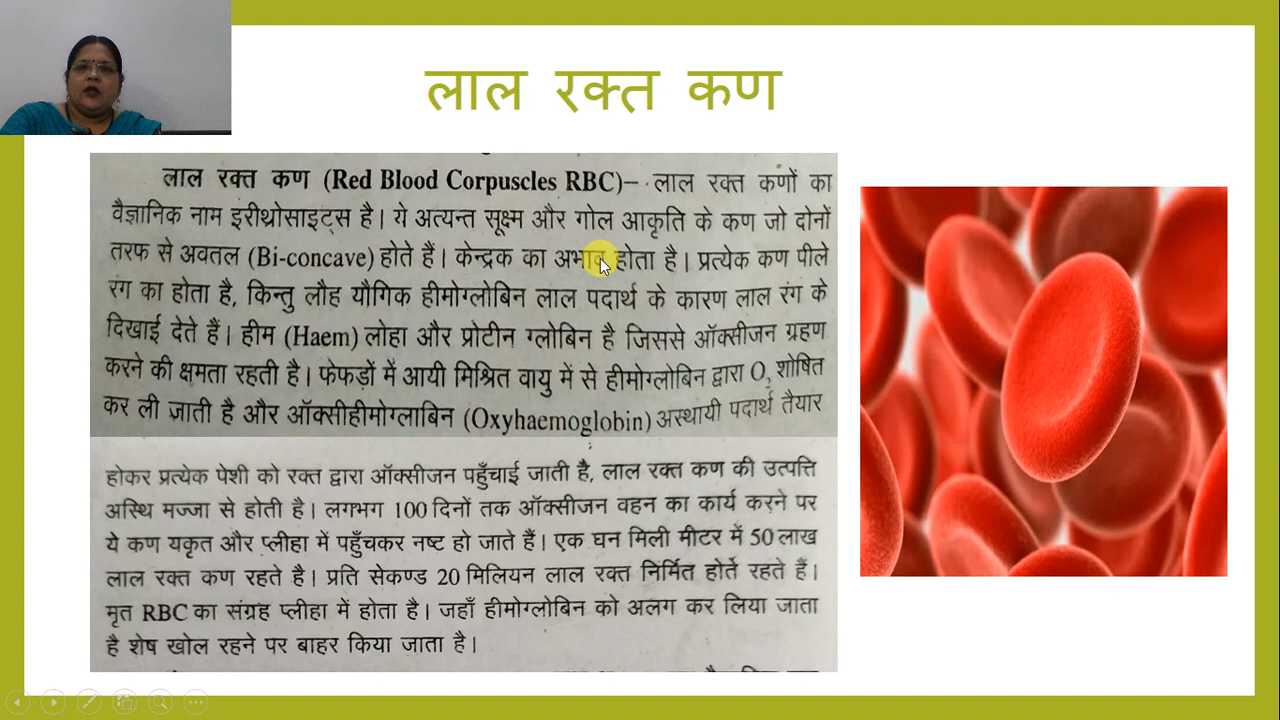 लाल रक्त कण
लाल रक्त कण (Red Blood Corpuscles RBC)– लाल रक्त कणों का
वैज्ञानिक नाम इरीथ्रोसाइट्स है। ये अत्यन्त सूक्ष्म और गोल आकृति के कण जो दोनों
तरफ से अवतल (Bi-concave) होते हैं। केन्द्रक का अभाव होता है। प्रत्येक कण पीले
रंग का होता है, किन्तु लौह यौगिक हीमोग्लोबिन लाल पदार्थ के कारण लाल रंग के
दिखाई देते हैं। हीम (Haem) लोहा और प्रोटीन ग्लोबिन है जिससे ऑक्सीजन ग्रहण
करने की क्षमता रहती है। फेफड़ों में आयी मिश्रित वायु में से हीमोग्लोबिन द्वारा O₂ शोषित
कर ली जाती है और ऑक्सीहीमोग्लाबिन (Oxyhaemoglobin) अस्थायी पदार्थ तैयार
होकर प्रत्येक पेशी को रक्त द्वारा ऑक्सीजन पहुँचाई जाती है, लाल रक्त कण की उत्पत्ति
अस्थि मज्जा से होती है। लगभग 100 दिनों तक ऑक्सीजन वहन का कार्य करने पर
ये कण यकृत और प्लीहा में पहुँचकर नष्ट हो जाते हैं। एक घन मिली मीटर में 50 लाख
लाल रक्त कण रहते है। प्रति सेकण्ड 20 मिलियन लाल रक्त निर्मित होते रहते हैं।
मृत RBC का संग्रह प्लीहा में होता है। जहाँ हीमोग्लोबिन को अलग कर लिया जाता
है शेष खोल रहने पर बाहर किया जाता है।